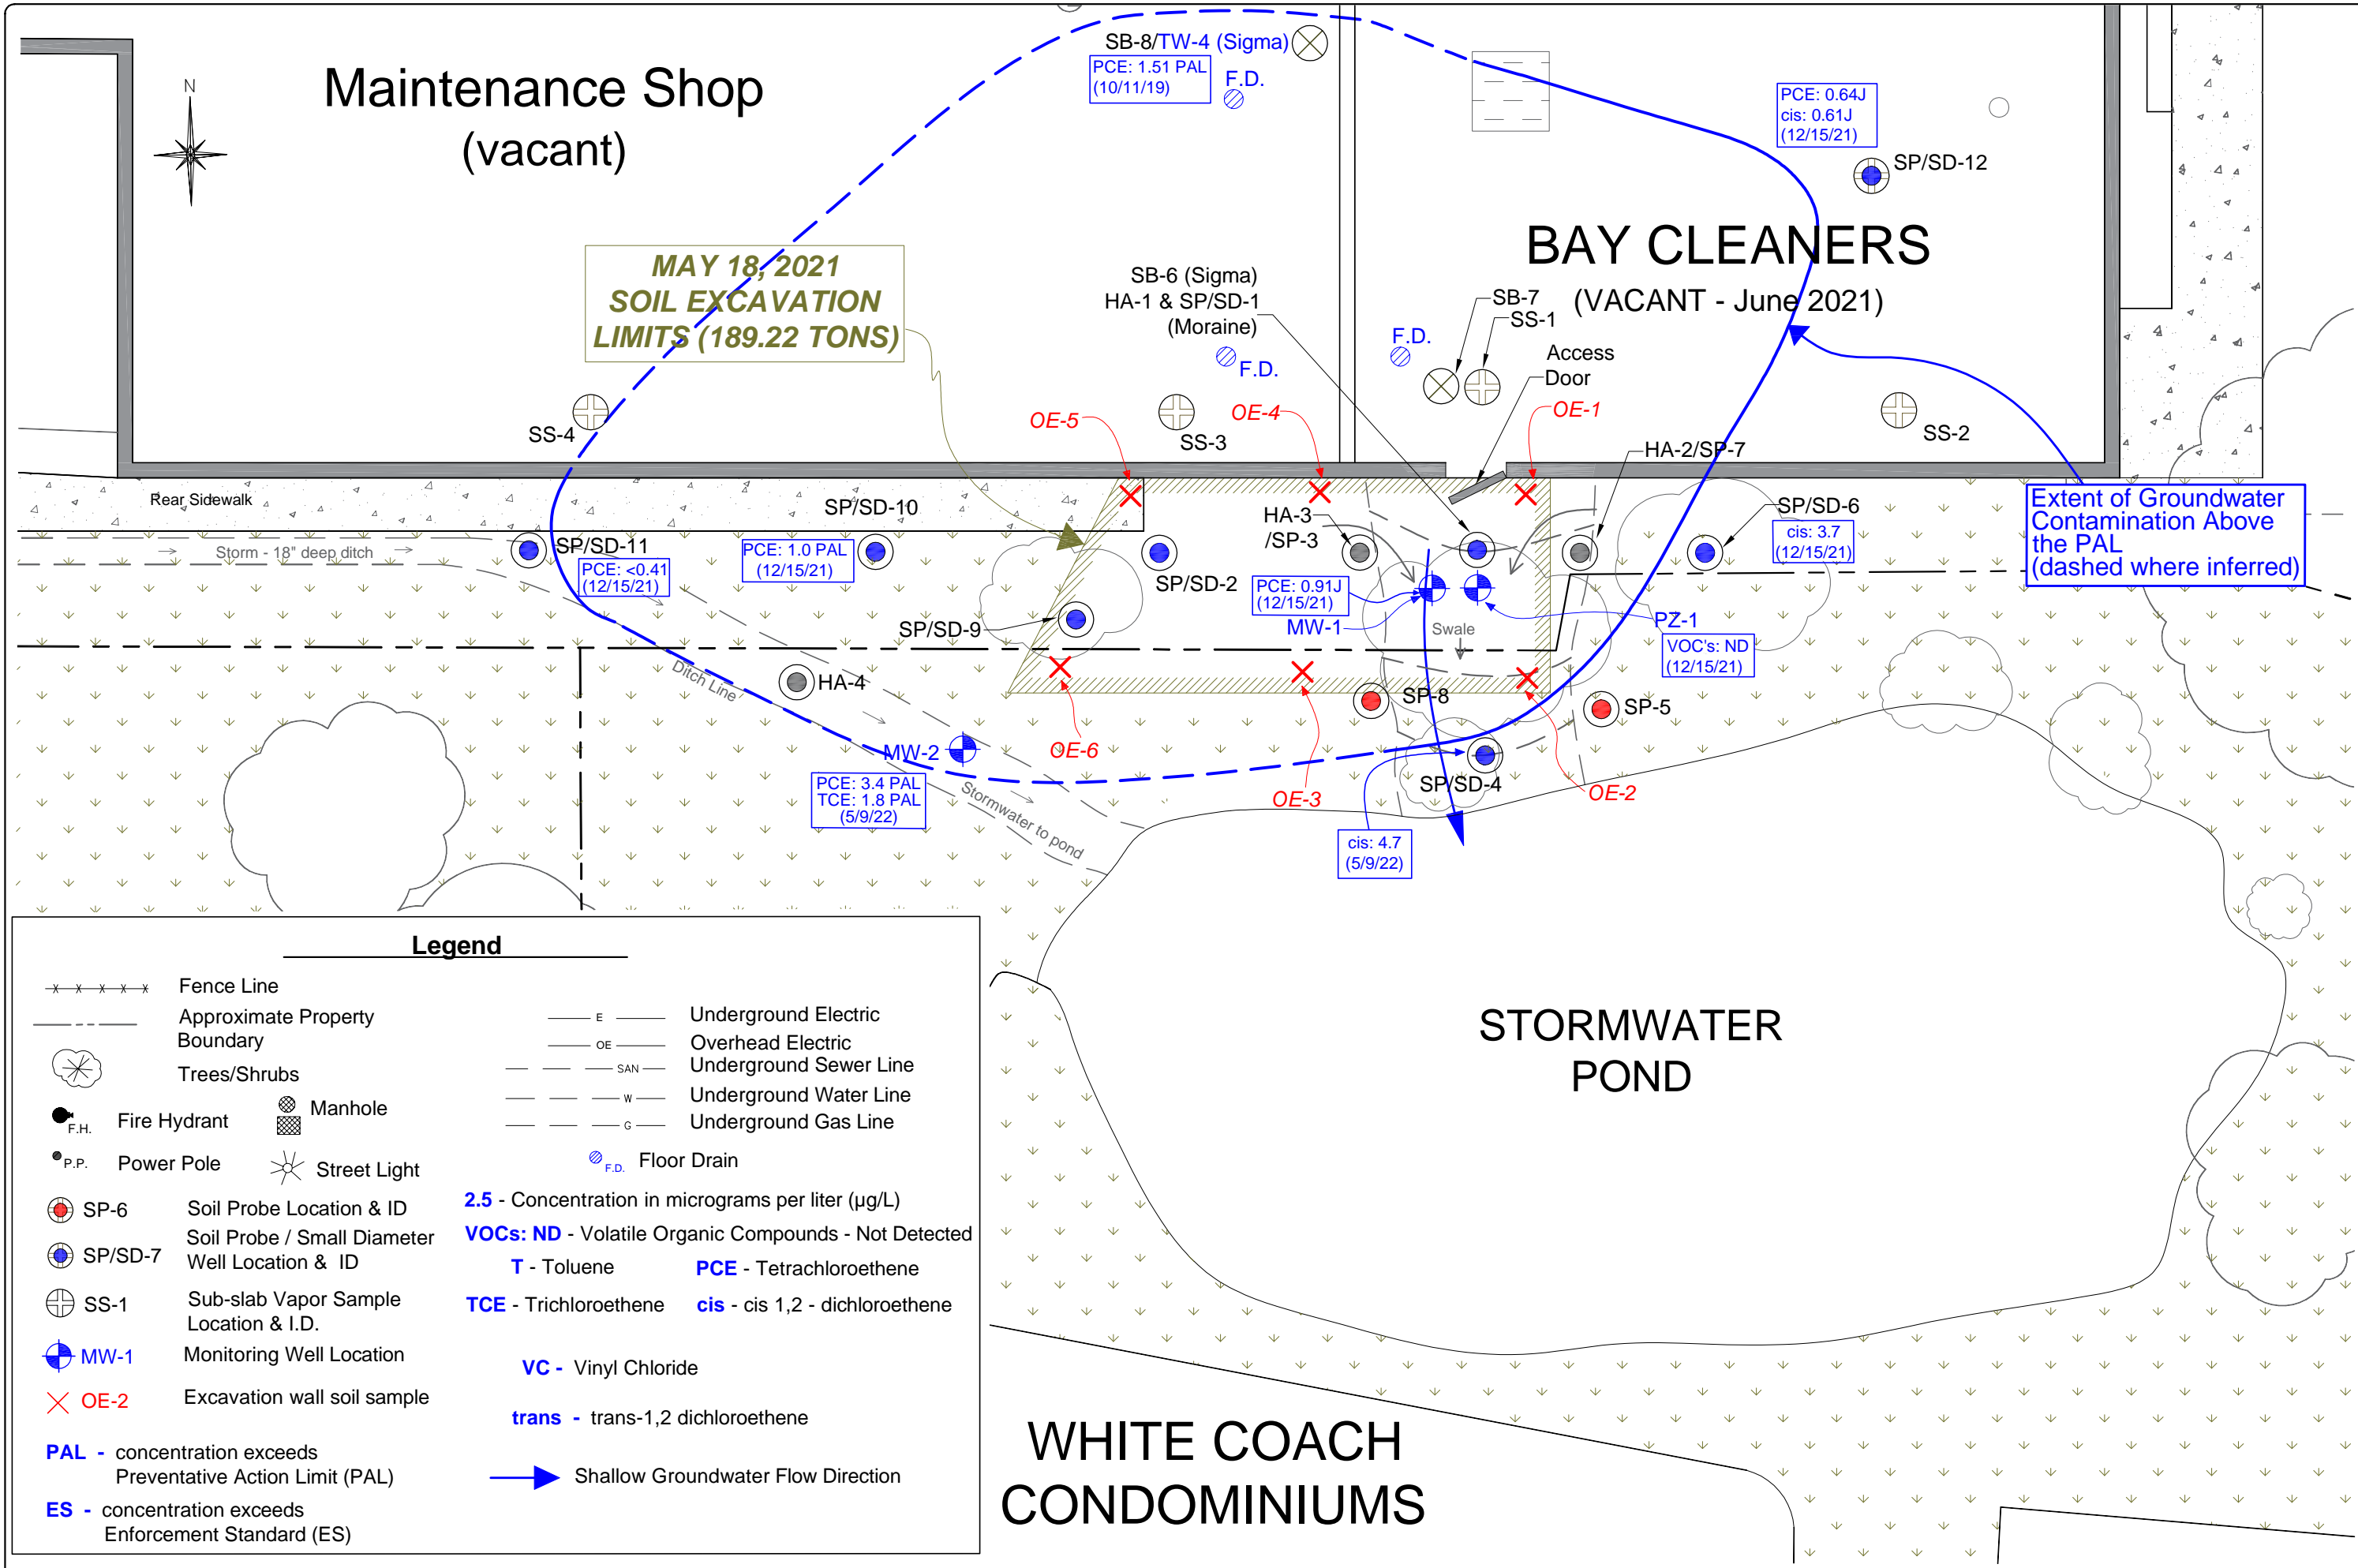 SB-8/TW-4 (Sigma)
PCE: 1.51 PAL
(10/11/19)
F.D.
N
Maintenance Shop
(vacant)
PCE: 0.64J
cis: 0.61J
(12/15/21)
SP/SD-12
BAY CLEANERS
(VACANT - June 2021)
MAY 18, 2021
SOIL EXCAVATION
LIMITS (189.22 TONS)
SB-6 (Sigma)
HA-1 & SP/SD-1
(Moraine)
SB-7
SS-1
F.D.
F.D.
Access
Door
OE-5
OE-4
OE-1
SS-4
SS-3
SS-2
HA-2/SP-7
Rear Sidewalk
SP/SD-10
HA-3
/SP-3
SP/SD-6
cis: 3.7
(12/15/21)
Extent of Groundwater
Contamination Above
the PAL
(dashed where inferred)
Storm - 18" deep ditch
SP/SD-11
PCE: <0.41
(12/15/21)
PCE: 1.0 PAL
(12/15/21)
SP/SD-2
PCE: 0.91J
(12/15/21)
MW-1
SP/SD-9
Swale
PZ-1
VOC's: ND
(12/15/21)
Ditch Line
HA-4
SP-8
SP-5
MW-2
OE-6
PCE: 3.4 PAL
TCE: 1.8 PAL
(5/9/22)
Stormwater to pond
OE-3
SP/SD-4
OE-2
cis: 4.7
(5/9/22)
STORMWATER
POND
WHITE COACH
CONDOMINIUMS
Legend
x x x x x
Fence Line
Approximate Property
Boundary
Trees/Shrubs
F.H.
Fire Hydrant
Manhole
P.P.
Power Pole
Street Light
SP-6
Soil Probe Location & ID
SP/SD-7
Soil Probe / Small Diameter
Well Location & ID
SS-1
Sub-slab Vapor Sample
Location & I.D.
MW-1
Monitoring Well Location
OE-2
Excavation wall soil sample
PAL - concentration exceeds
Preventative Action Limit (PAL)
ES - concentration exceeds
Enforcement Standard (ES)
E
Underground Electric
OE
Overhead Electric
SAN
Underground Sewer Line
W
Underground Water Line
G
Underground Gas Line
F.D.
Floor Drain
2.5 - Concentration in micrograms per liter (µg/L)
VOCs: ND - Volatile Organic Compounds - Not Detected
T - Toluene
PCE - Tetrachloroethene
TCE - Trichloroethene
cis - cis 1,2 - dichloroethene
VC - Vinyl Chloride
trans - trans-1,2 dichloroethene
Shallow Groundwater Flow Direction